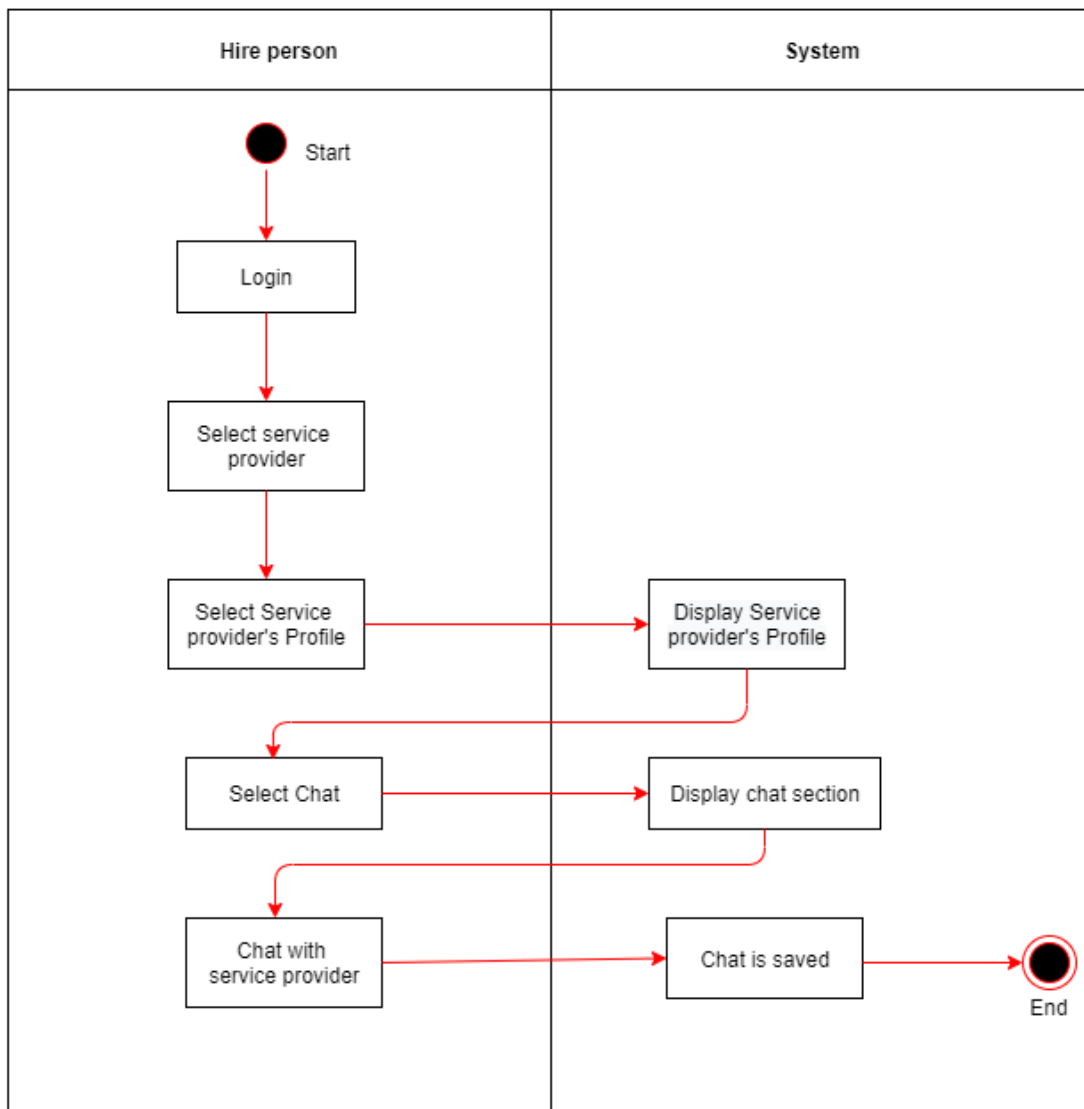 Hire person
System
Start
Login
Select service
provider
Select Service
provider's Profile
Display Service
provider's Profile
Select Chat
Display chat section
Chat with
service provider
Chat is saved
End